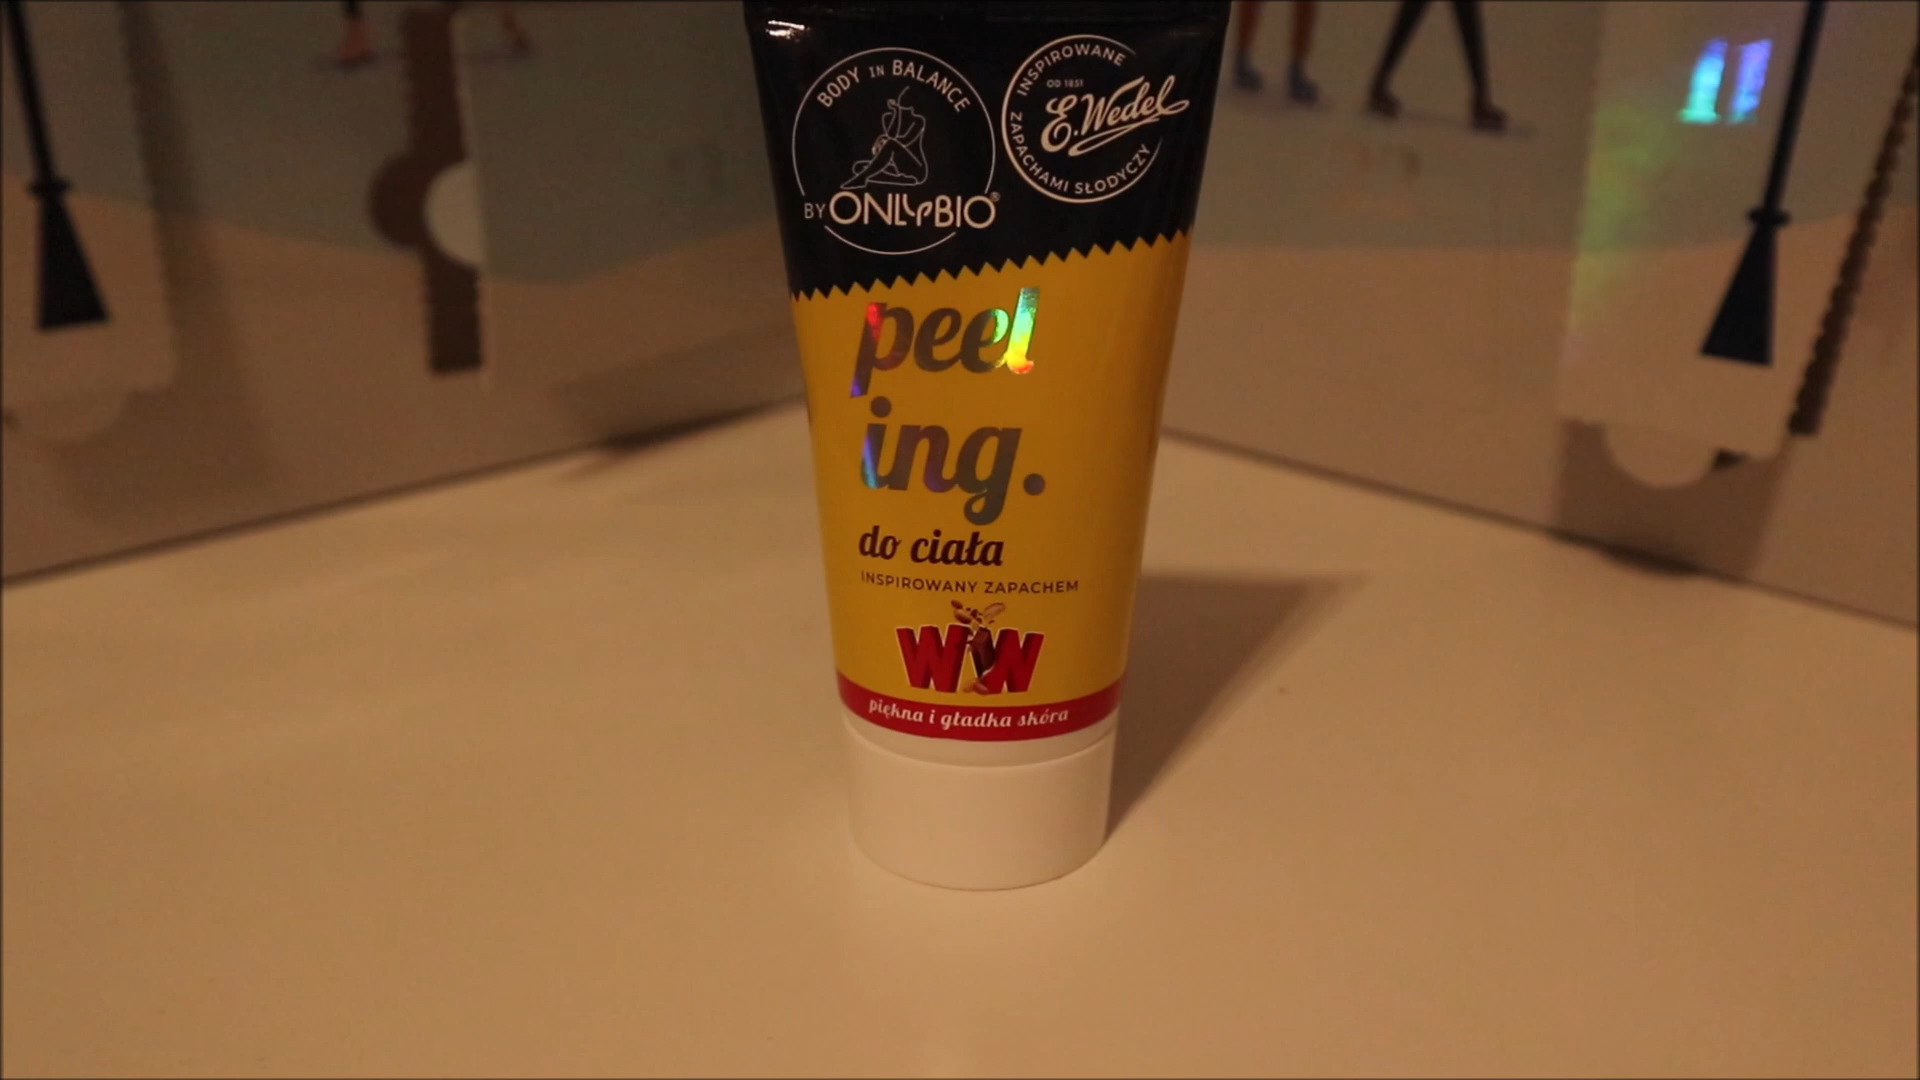 BODY IN BALANCE
BY ONLYBIO®
INSPIROWANE
OD 1851
E.Wedel
ZAPACHAMI SŁODYCZY
peel
ing.
do ciała
INSPIROWANY ZAPACHEM
WW
piękna i gładka skóra